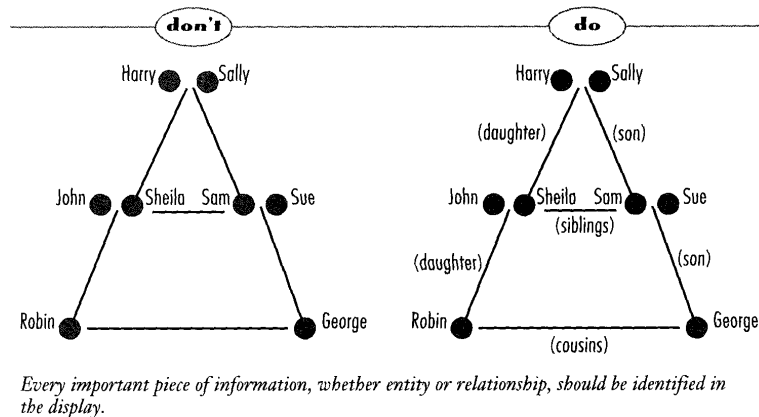 don't
do
Harry Sally
Harry Sally
(daughter) (son)
John Sheila Sam Sue
John Sheila Sam Sue
(siblings)
(daughter) (son)
Robin George
Robin George
(cousins)
Every important piece of information, whether entity or relationship, should be identified in
the display.